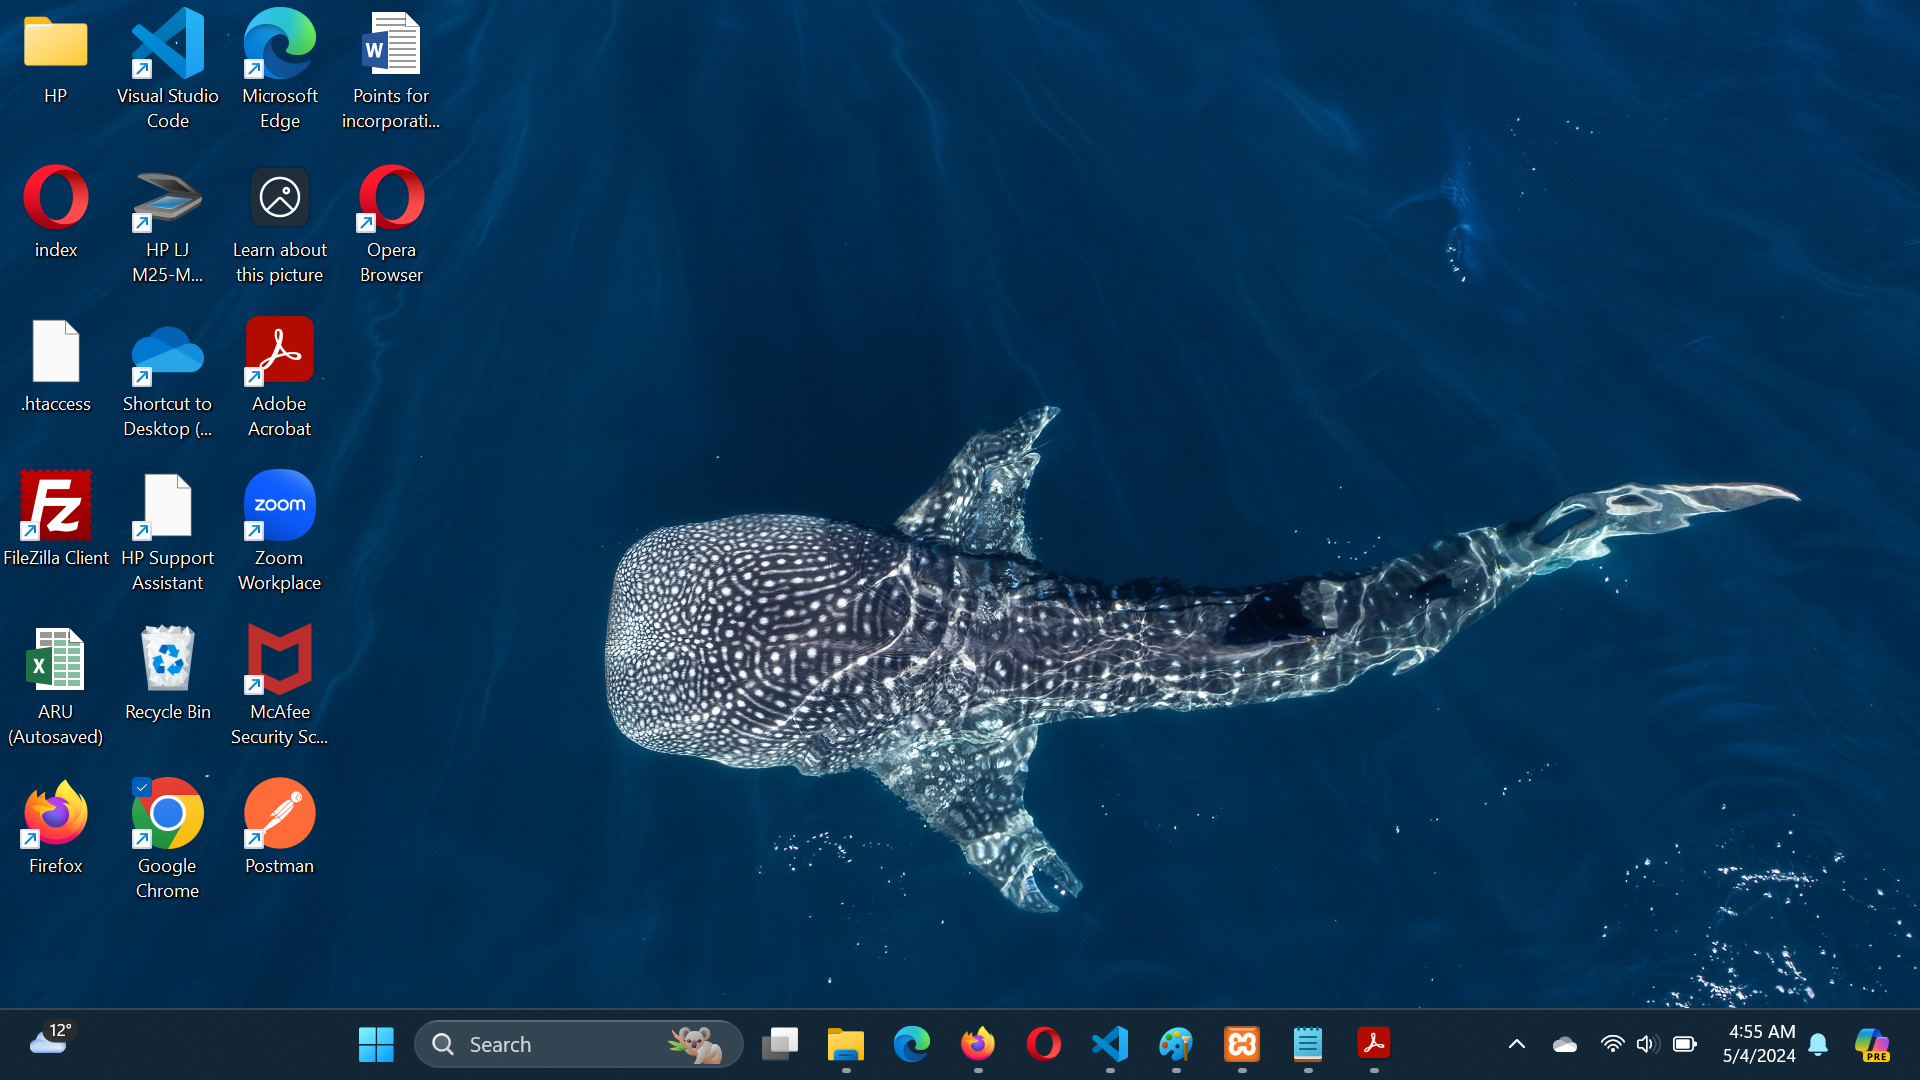 HP
Visual Studio
Code
Microsoft
Edge
W
Points for
incorporati...
index
HP LJ
M25-M...
Learn about
this picture
Opera
Browser
.htaccess
Shortcut to
Desktop (...
Adobe
Acrobat
Fz
FileZilla Client
HP Support
Assistant
zoom
Zoom
Workplace
X
ARU
(Autosaved)
Recycle Bin
McAfee
Security Sc...
Firefox
Google
Chrome
Postman
12°
Search
4:55 AM
5/4/2024
PRE